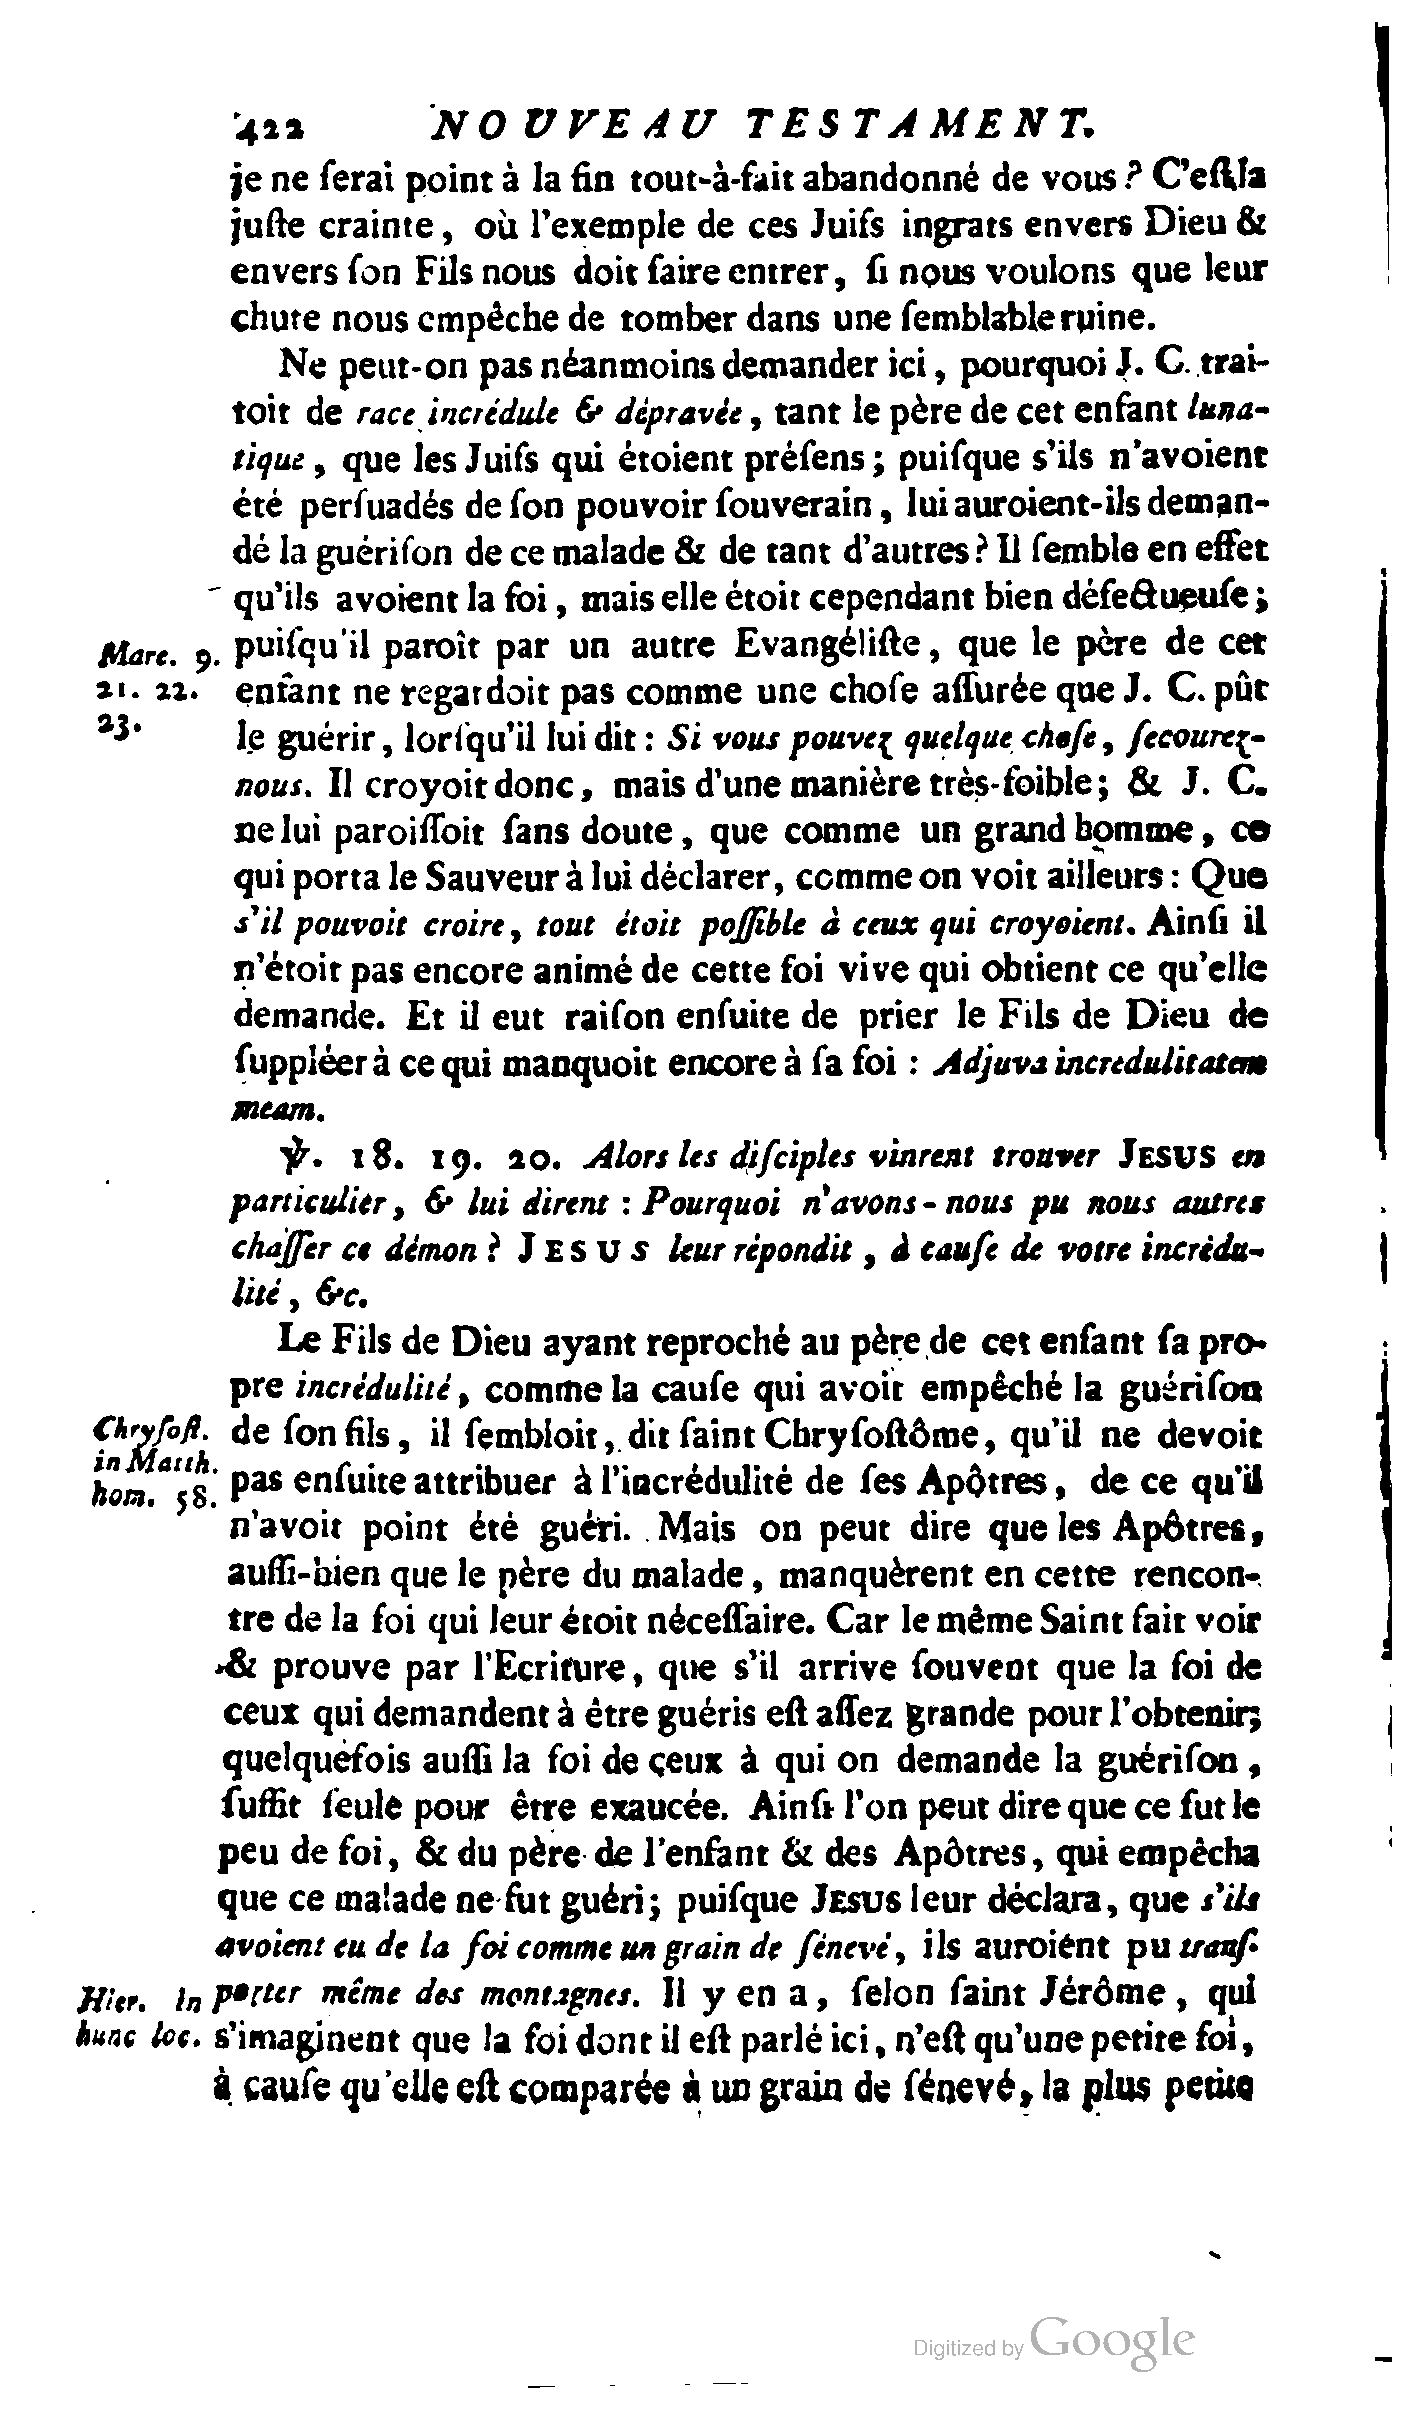 422 NOUVEAU TESTAMENT.
je ne ſerai point à la fin tout-à-fait abandonné de vous? C'eſt la
juſte crainte, où l'exemple de ces Juifs ingrats envers Dieu &
envers ſon Fils nous doit faire entrer, ſi nous voulons que leur
chute nous empêche de tomber dans une ſemblable ruine.
Ne peut-on pas néanmoins demander ici, pourquoi J. C. trai-
toit de race incrédule & dépravée, tant le père de cet enfant luna-
tique, que les Juifs qui étoient préſens; puiſque s'ils n'avoient
été perſuadés de ſon pouvoir ſouverain, lui auroient-ils deman-
dé la guériſon de ce malade & de tant d'autres? Il ſemble en effet
qu'ils avoient la foi, mais elle étoit cependant bien défectueuſe;
Marc. 9. puiſqu'il paroît par un autre Evangéliſte, que le père de cet
21. 22. enfant ne regardoit pas comme une choſe aſſurée que J. C. pût
23. le guérir, lorſqu'il lui dit: Si vous pouvez quelque choſe, ſecourez-
nous. Il croyoit donc, mais d'une manière très-foible; & J. C.
ne lui paroiſſoit ſans doute, que comme un grand homme, ce
qui porta le Sauveur à lui déclarer, comme on voit ailleurs: Que
s'il pouvoit croire, tout étoit poſſible à ceux qui croyoient. Ainſi il
n'étoit pas encore animé de cette foi vive qui obtient ce qu'elle
demande. Et il eut raiſon enſuite de prier le Fils de Dieu de
ſuppléer à ce qui manquoit encore à ſa foi: Adjuva incredulitatem
meam.
℣. 18. 19. 20. Alors les diſciples vinrent trouver JESUS en
particulier, & lui dirent: Pourquoi n'avons-nous pu nous autres
chaſſer ce démon? JESUS leur répondit, à cauſe de votre incrédu-
lité, &c.
Le Fils de Dieu ayant reproché au père de cet enfant ſa pro-
pre incrédulité, comme la cauſe qui avoit empêché la guériſon
Chryſoſt. de ſon fils, il ſembloit, dit ſaint Chryſoſtôme, qu'il ne devoit
in Matth.
hom. 58. pas enſuite attribuer à l'incrédulité de ſes Apôtres, de ce qu'il
n'avoit point été guéri. Mais on peut dire que les Apôtres,
auſſi-bien que le père du malade, manquèrent en cette rencon-
tre de la foi qui leur étoit néceſſaire. Car le même Saint fait voir
& prouve par l'Ecriture, que s'il arrive ſouvent que la foi de
ceux qui demandent à être guéris eſt aſſez grande pour l'obtenir;
quelquefois auſſi la foi de ceux à qui on demande la guériſon,
ſuffit ſeule pour être exaucée. Ainſi l'on peut dire que ce fut le
peu de foi, & du père de l'enfant & des Apôtres, qui empêcha
que ce malade ne fut guéri; puiſque JESUS leur déclara, que s'ils
avoient eu de la foi comme un grain de ſénevé, ils auroient pu tranſ-
Hier. in porter même des montagnes. Il y en a, ſelon ſaint Jérôme, qui
hunc loc. s'imaginent que la foi dont il eſt parlé ici, n'eſt qu'une petite foi,
à cauſe qu'elle eſt comparée à un grain de ſénevé, la plus petite
Digitized by Google